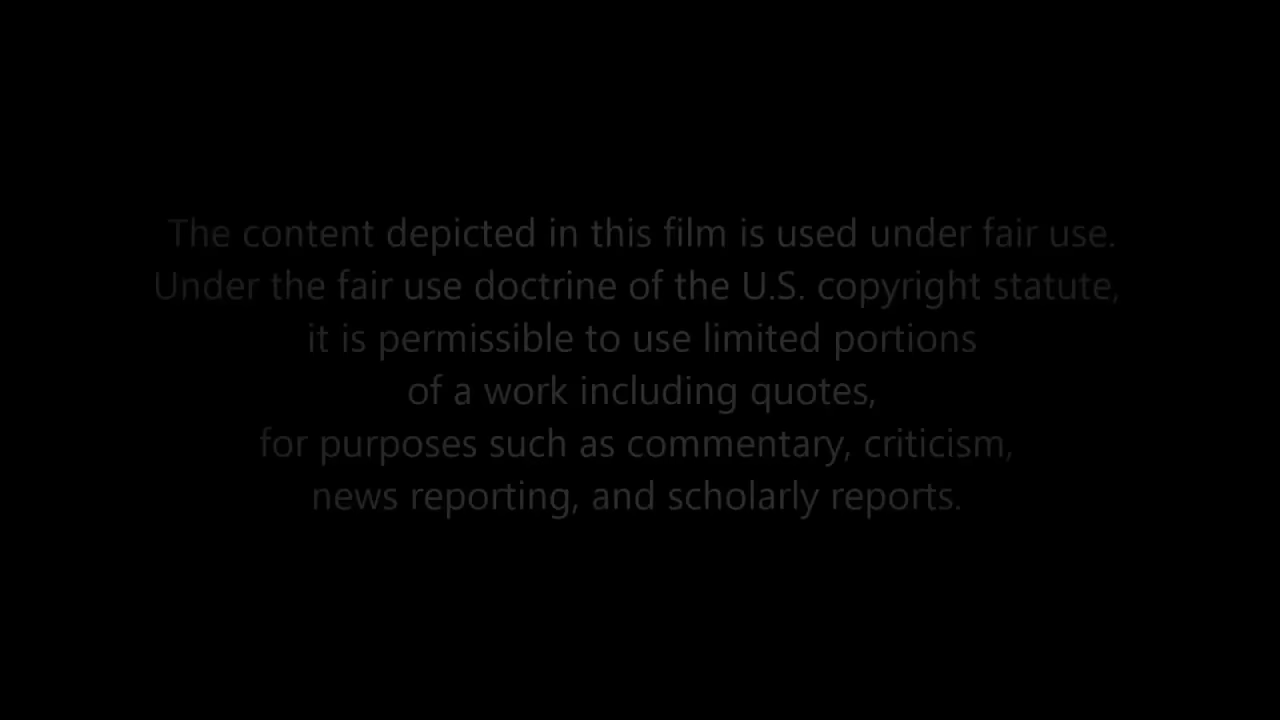 The content depicted in this film is used under fair use.
Under the fair use doctrine of the U.S. copyright statute,
it is permissible to use limited portions
of a work including quotes,
for purposes such as commentary, criticism,
news reporting, and scholarly reports.